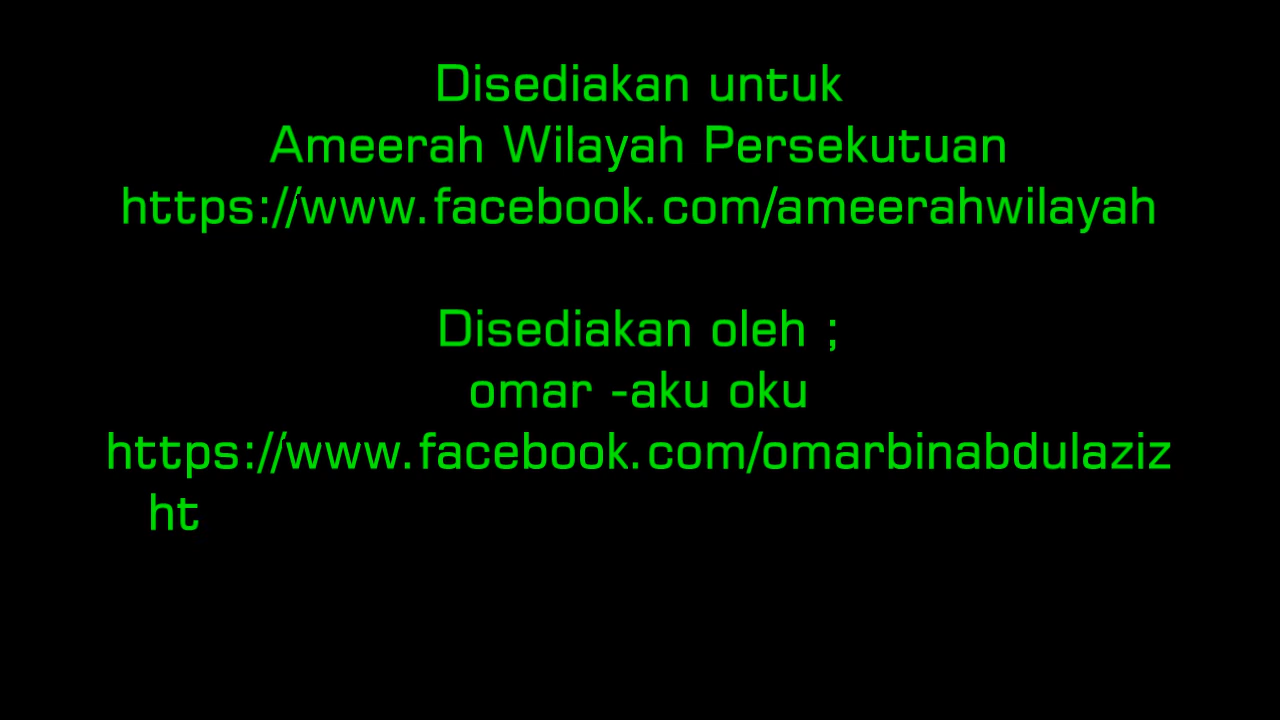 Disediakan untuk
Ameerah Wilayah Persekutuan
https://www.facebook.com/ameerahwilayah
Disediakan oleh ;
omar -aku oku
https://www.facebook.com/omarbinabdulaziz
ht